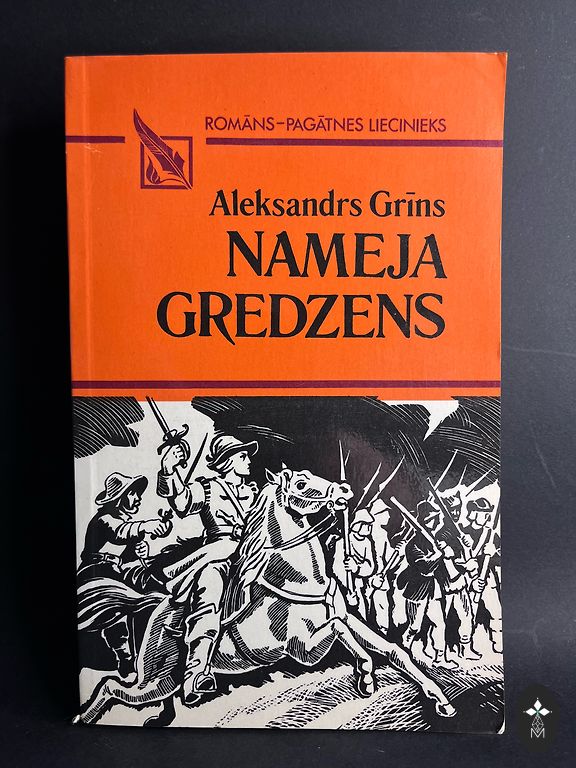 ROMĀNS–PAGĀTNES LIECINIEKS
Aleksandrs Grīns
NAMEJA
GREDZENS
M